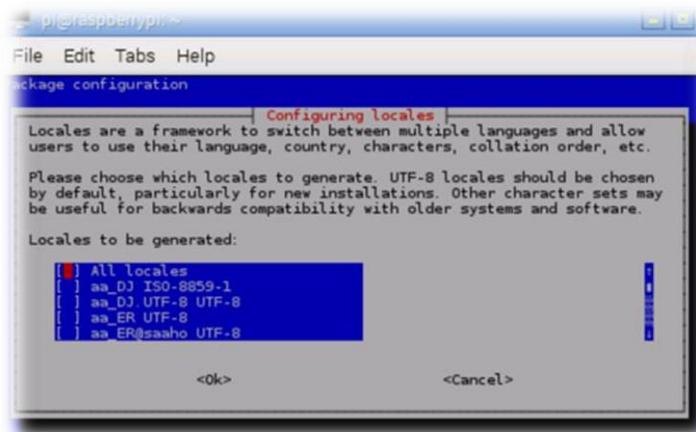 pi@raspberrypi: ~
File Edit Tabs Help
ackage configuration
Configuring locales
Locales are a framework to switch between multiple languages and allow
users to use their language, country, characters, collation order, etc.
Please choose which locales to generate. UTF-8 locales should be chosen
by default, particularly for new installations. Other character sets may
be useful for backwards compatibility with older systems and software.
Locales to be generated:
[ ] All locales
[ ] aa_DJ ISO-8859-1
[ ] aa_DJ.UTF-8 UTF-8
[ ] aa_ER UTF-8
[ ] aa_ER@saaho UTF-8
<Ok> <Cancel>